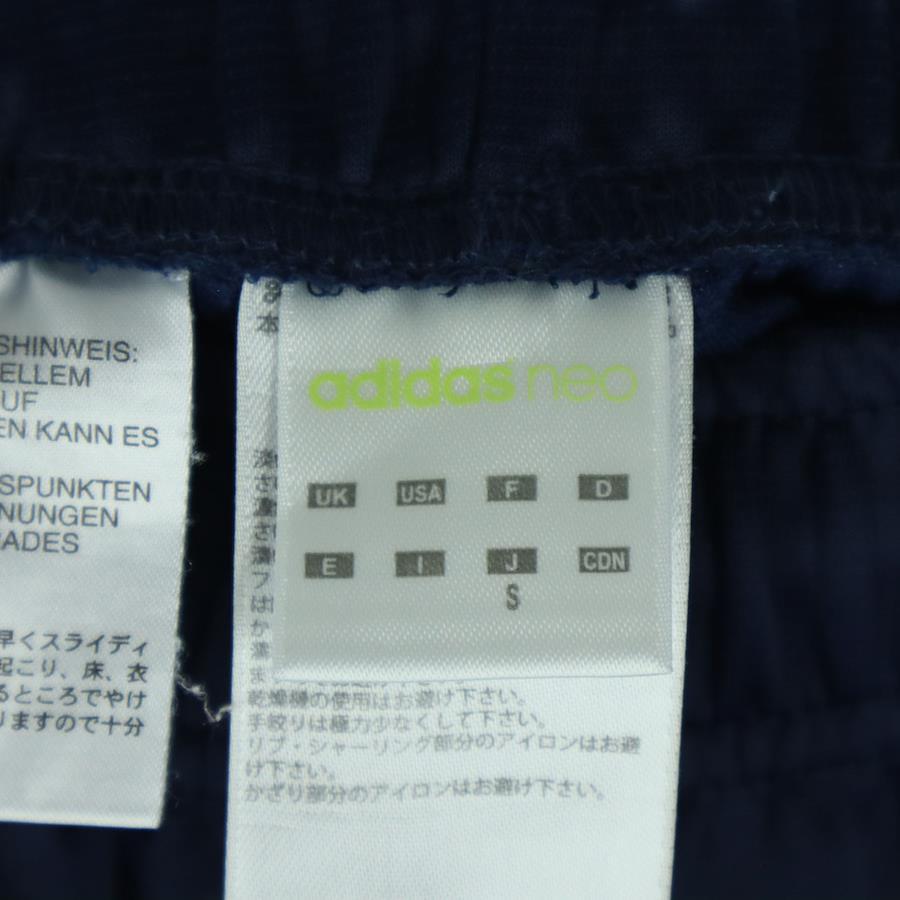 SHINWEIS:
ELLEM
UF
EN KANN ES
SPUNKTEN
NUNGEN
ADES
早くスライディ
起こり、床、衣
るところでやけ
りますので十分
本
adidas neo
UK USA F D
E I J CDN
S
乾燥機の使用はお避け下さい。
手絞りは極力少なくして下さい。
リブ・シャーリング部分のアイロンはお避
け下さい。
かざり部分のアイロンはお避け下さい。